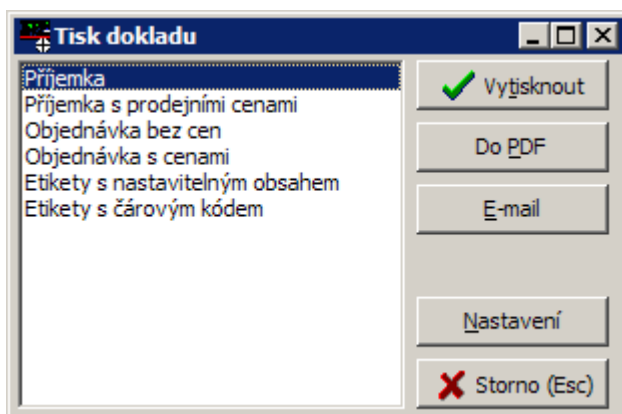 Tisk dokladu
Příjemka
Příjemka s prodejními cenami
Objednávka bez cen
Objednávka s cenami
Etikety s nastavitelným obsahem
Etikety s čárovým kódem
Vytisknout
Do PDF
E-mail
Nastavení
Storno (Esc)